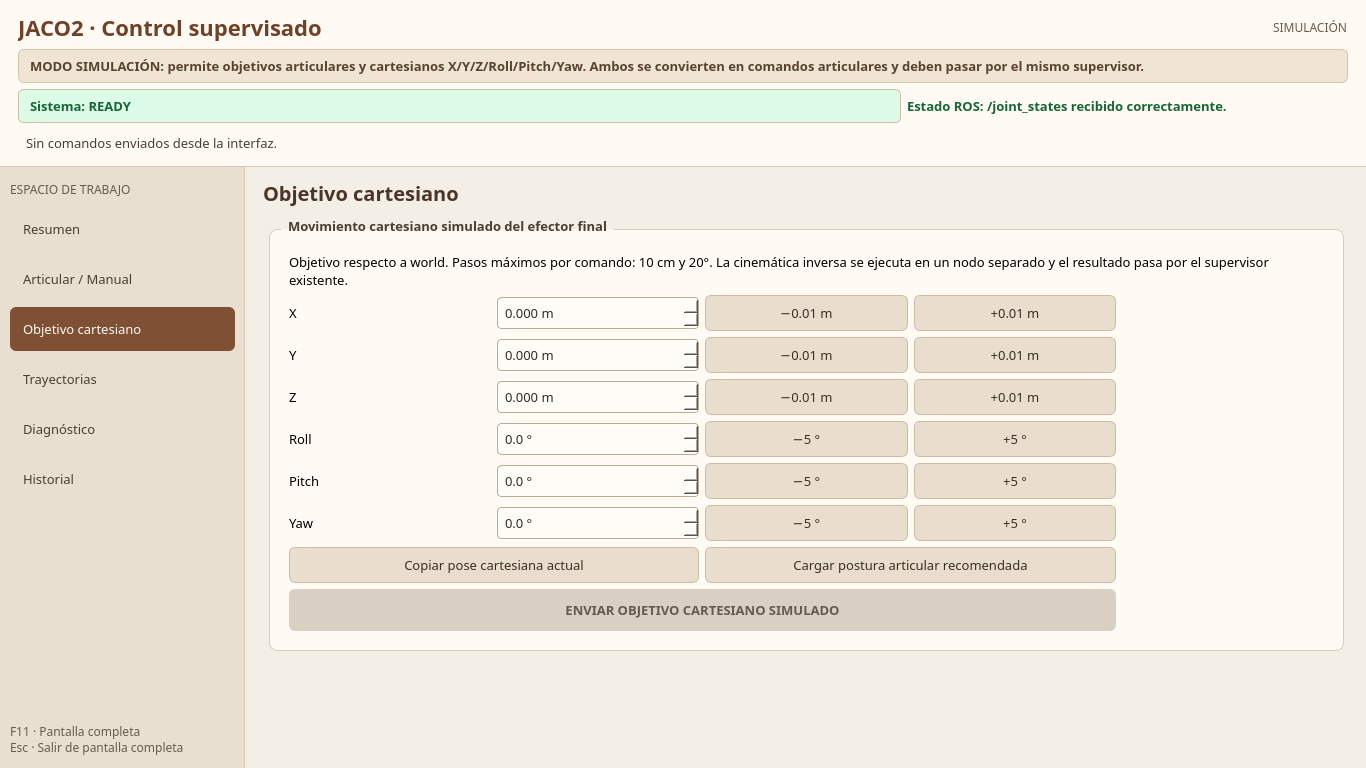 JACO2 · Control supervisado
SIMULACIÓN
MODO SIMULACIÓN: permite objetivos articulares y cartesianos X/Y/Z/Roll/Pitch/Yaw. Ambos se convierten en comandos articulares y deben pasar por el mismo supervisor.
Sistema: READY
Estado ROS: /joint_states recibido correctamente.
Sin comandos enviados desde la interfaz.
ESPACIO DE TRABAJO
Resumen
Articular / Manual
Objetivo cartesiano
Trayectorias
Diagnóstico
Historial
F11 · Pantalla completa
Esc · Salir de pantalla completa
Objetivo cartesiano
Movimiento cartesiano simulado del efector final
Objetivo respecto a world. Pasos máximos por comando: 10 cm y 20°. La cinemática inversa se ejecuta en un nodo separado y el resultado pasa por el supervisor
existente.
X 0.000 m −0.01 m +0.01 m
Y 0.000 m −0.01 m +0.01 m
Z 0.000 m −0.01 m +0.01 m
Roll 0.0 ° −5 ° +5 °
Pitch 0.0 ° −5 ° +5 °
Yaw 0.0 ° −5 ° +5 °
Copiar pose cartesiana actual
Cargar postura articular recomendada
ENVIAR OBJETIVO CARTESIANO SIMULADO